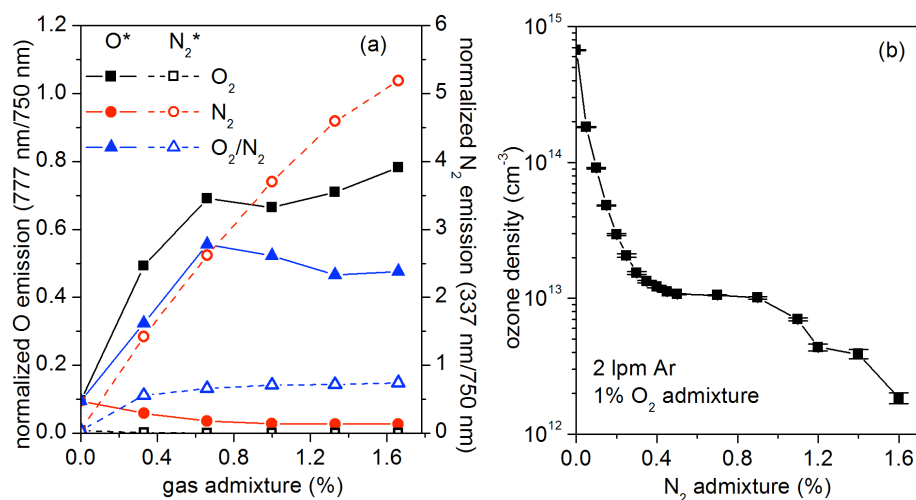 (a)
O* N₂*
O₂
N₂
O₂/N₂
normalized O emission (777 nm/750 nm)
1.2
1.0
0.8
0.6
0.4
0.2
0.0
0.0 0.4 0.8 1.2 1.6
gas admixture (%)
6
5
4
3
2
1
0
normalized N₂ emission (337 nm/750 nm)
(b)
ozone density (cm⁻³)
10¹⁵
10¹⁴
10¹³
10¹²
2 lpm Ar
1% O₂ admixture
0.0 0.4 0.8 1.2 1.6
N₂ admixture (%)